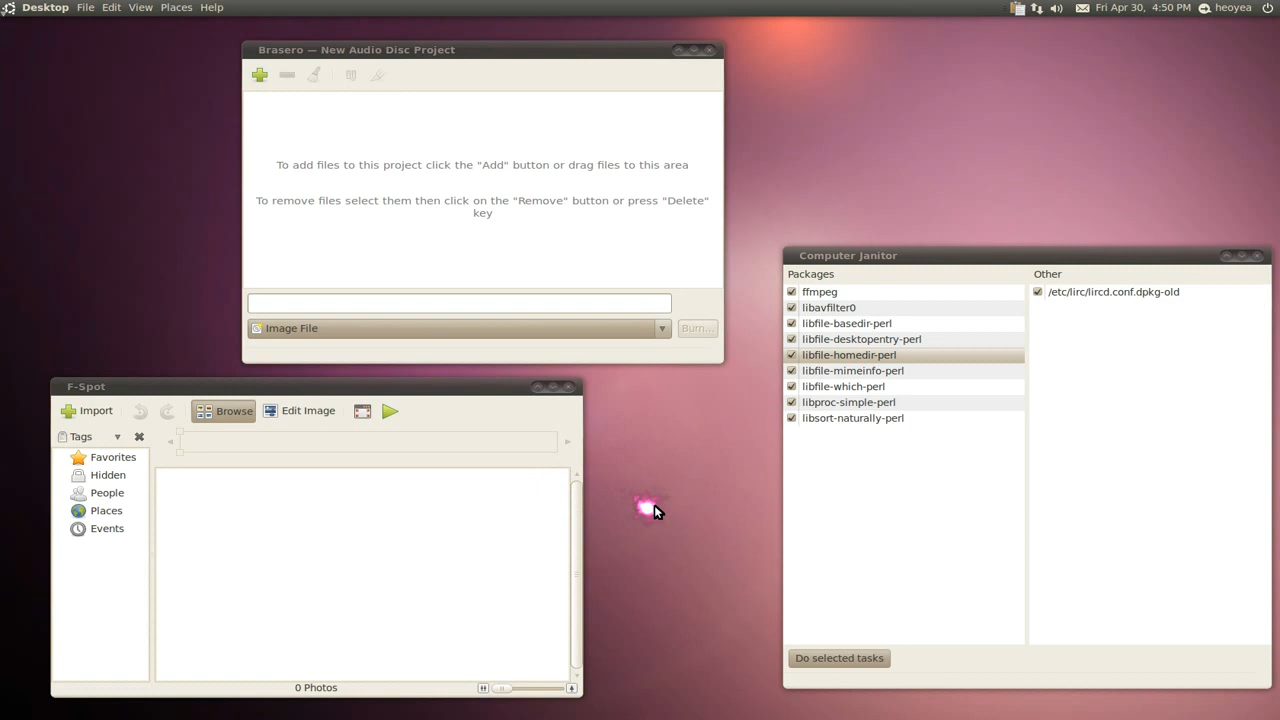 Desktop File Edit View Places Help
Fri Apr 30, 4:50 PM heoyea
Brasero — New Audio Disc Project
To add files to this project click the "Add" button or drag files to this area
To remove files select them then click on the "Remove" button or press "Delete"
key
Image File
Burn...
F-Spot
Import
Browse
Edit Image
Tags
Favorites
Hidden
People
Places
Events
0 Photos
Computer Janitor
Packages
ffmpeg
libavfilter0
libfile-basedir-perl
libfile-desktopentry-perl
libfile-homedir-perl
libfile-mimeinfo-perl
libfile-which-perl
libproc-simple-perl
libsort-naturally-perl
Other
/etc/lirc/lircd.conf.dpkg-old
Do selected tasks